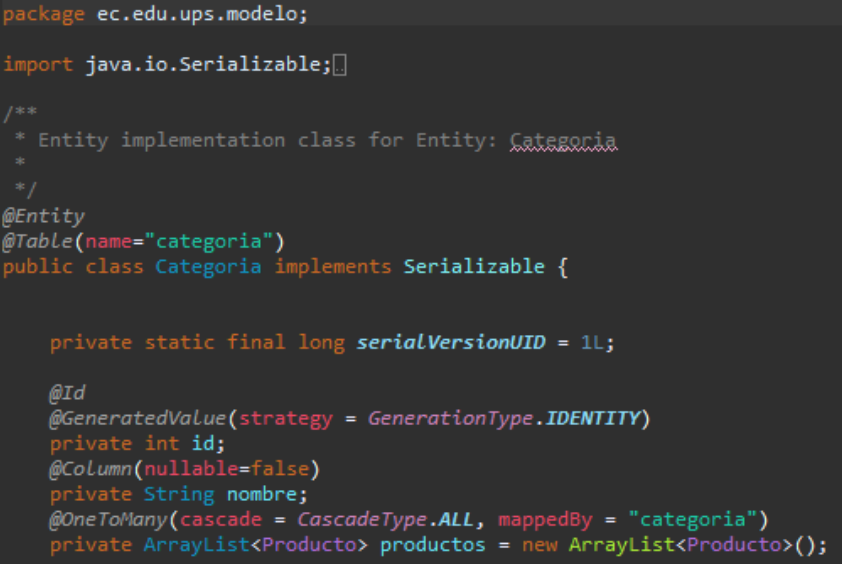 package ec.edu.ups.modelo;
import java.io.Serializable;
/**
* Entity implementation class for Entity: Categoria
*
*/
@Entity
@Table(name="categoria")
public class Categoria implements Serializable {
private static final long serialVersionUID = 1L;
@Id
@GeneratedValue(strategy = GenerationType.IDENTITY)
private int id;
@Column(nullable=false)
private String nombre;
@OneToMany(cascade = CascadeType.ALL, mappedBy = "categoria")
private ArrayList<Producto> productos = new ArrayList<Producto>();